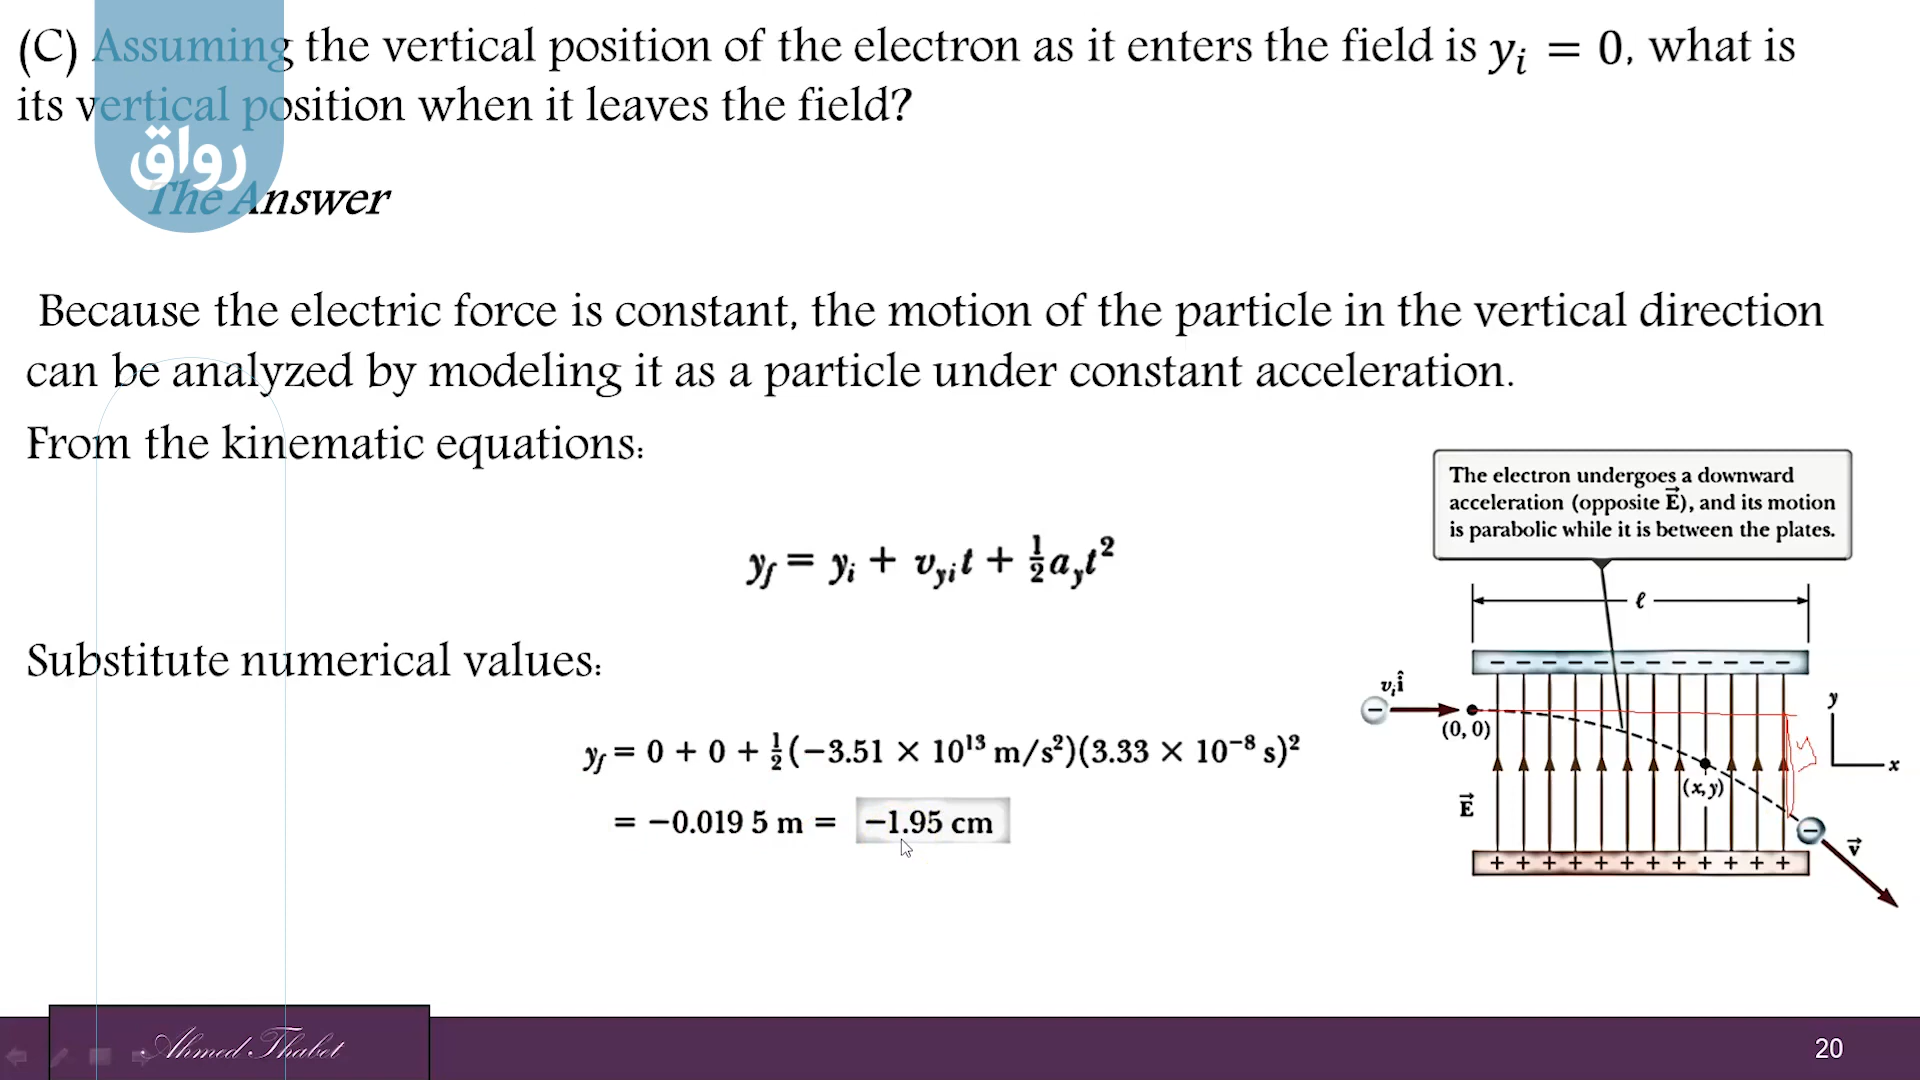 (C) Assuming the vertical position of the electron as it enters the field is yᵢ = 0, what is
its vertical position when it leaves the field?
رواق
The Answer
Because the electric force is constant, the motion of the particle in the vertical direction
can be analyzed by modeling it as a particle under constant acceleration.
From the kinematic equations:
y_f = y_i + v_{yi}t + ½a_y t²
Substitute numerical values:
y_f = 0 + 0 + ½(−3.51 × 10¹³ m/s²)(3.33 × 10⁻⁸ s)²
= −0.019 5 m = −1.95 cm
The electron undergoes a downward
acceleration (opposite E⃗), and its motion
is parabolic while it is between the plates.
ℓ
− − − − − − − − − − − −
vᵢî
−
(0, 0)
y
x
(x, y)
E⃗
−
v⃗
+ + + + + + + + + + + +
Ahmed Thabet
20